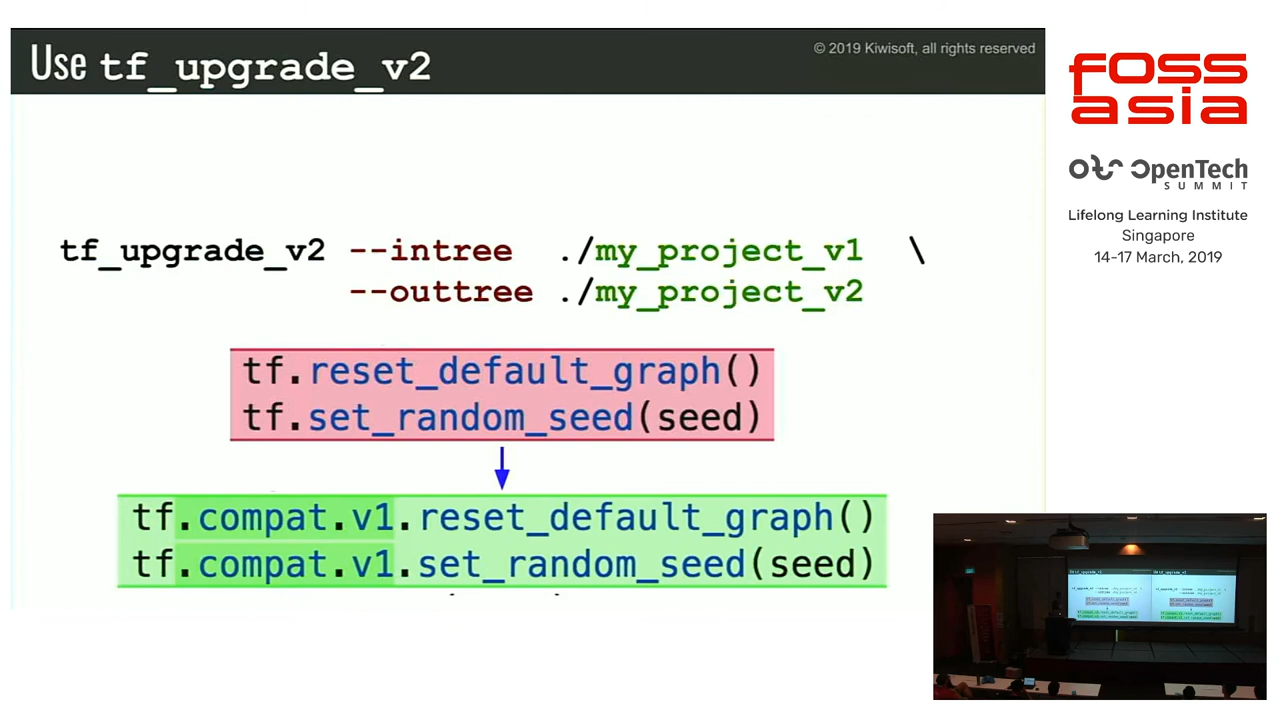 Use tf_upgrade_v2
© 2019 Kiwisoft, all rights reserved
tf_upgrade_v2 --intree ./my_project_v1 \
--outtree ./my_project_v2
tf.reset_default_graph()
tf.set_random_seed(seed)
tf.compat.v1.reset_default_graph()
tf.compat.v1.set_random_seed(seed)
FOSS
ASIA
OpenTech
SUMMIT
Lifelong Learning Institute
Singapore
14-17 March, 2019